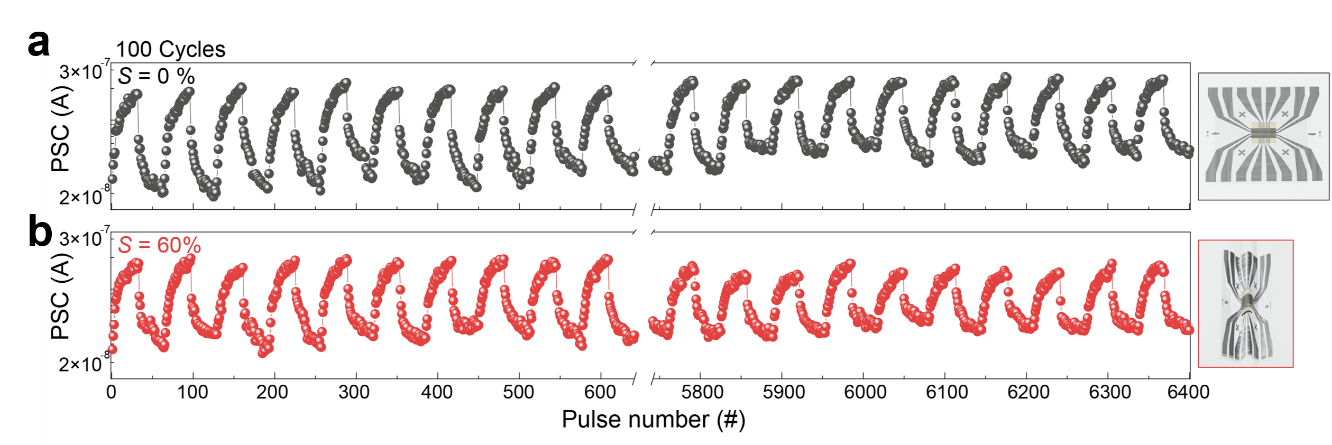 a
100 Cycles
S = 0 %
3×10⁻⁷
PSC (A)
2×10⁻⁸
b
S = 60%
3×10⁻⁷
PSC (A)
2×10⁻⁸
0 100 200 300 400 500 600 5800 5900 6000 6100 6200 6300 6400
Pulse number (#)